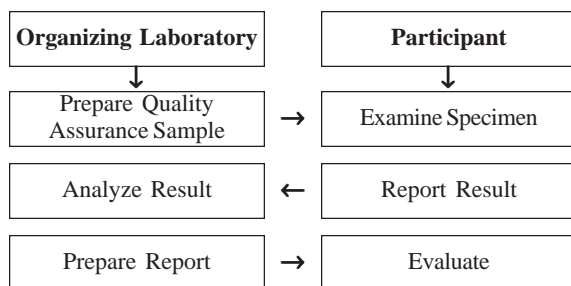 Organizing Laboratory
Participant
Prepare Quality
Assurance Sample
Examine Specimen
Analyze Result
Report Result
Prepare Report
Evaluate